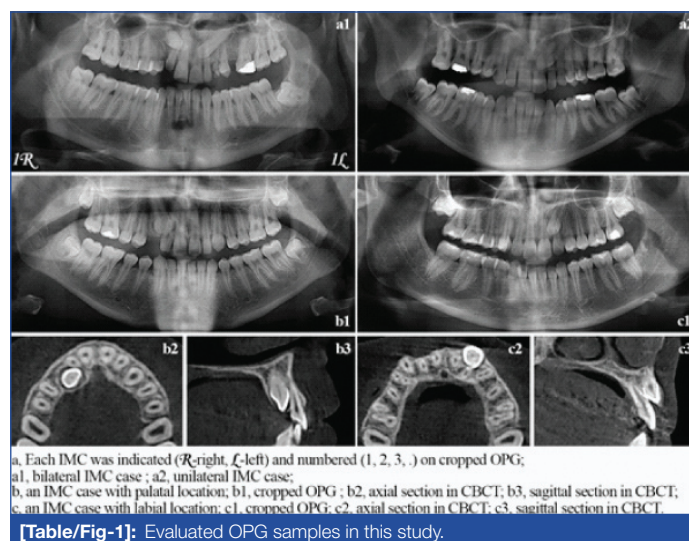 a1
a2
1R
1L
b1
c1
b2
b3
c2
c3
a, Each IMC was indicated (R-right, L-left) and numbered (1, 2, 3, .) on cropped OPG;
a1, bilateral IMC case ; a2, unilateral IMC case;
b, an IMC case with palatal location; b1, cropped OPG ; b2, axial section in CBCT; b3, sagittal section in CBCT;
c, an IMC case with labial location; c1, cropped OPG; c2, axial section in CBCT; c3, sagittal section in CBCT.
[Table/Fig-1]: Evaluated OPG samples in this study.